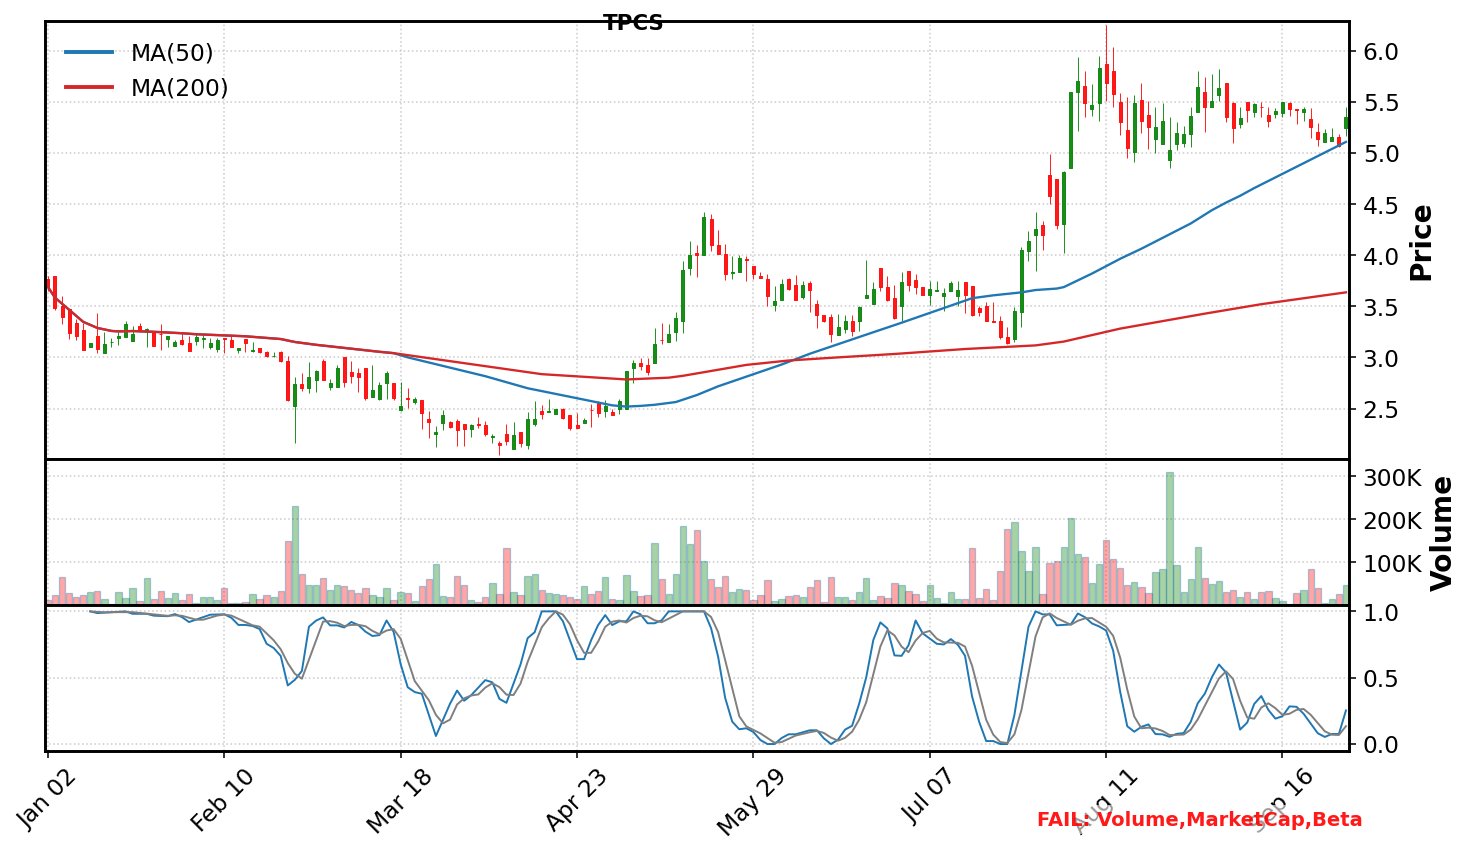 TPCS
MA(50)
MA(200)
6.0
5.5
5.0
4.5
4.0
3.5
3.0
2.5
Price
300K
200K
100K
Volume
1.0
0.5
0.0
Jan 02
Feb 10
Mar 18
Apr 23
May 29
Jul 07
Aug 11
Sep 16
FAIL: Volume,MarketCap,Beta